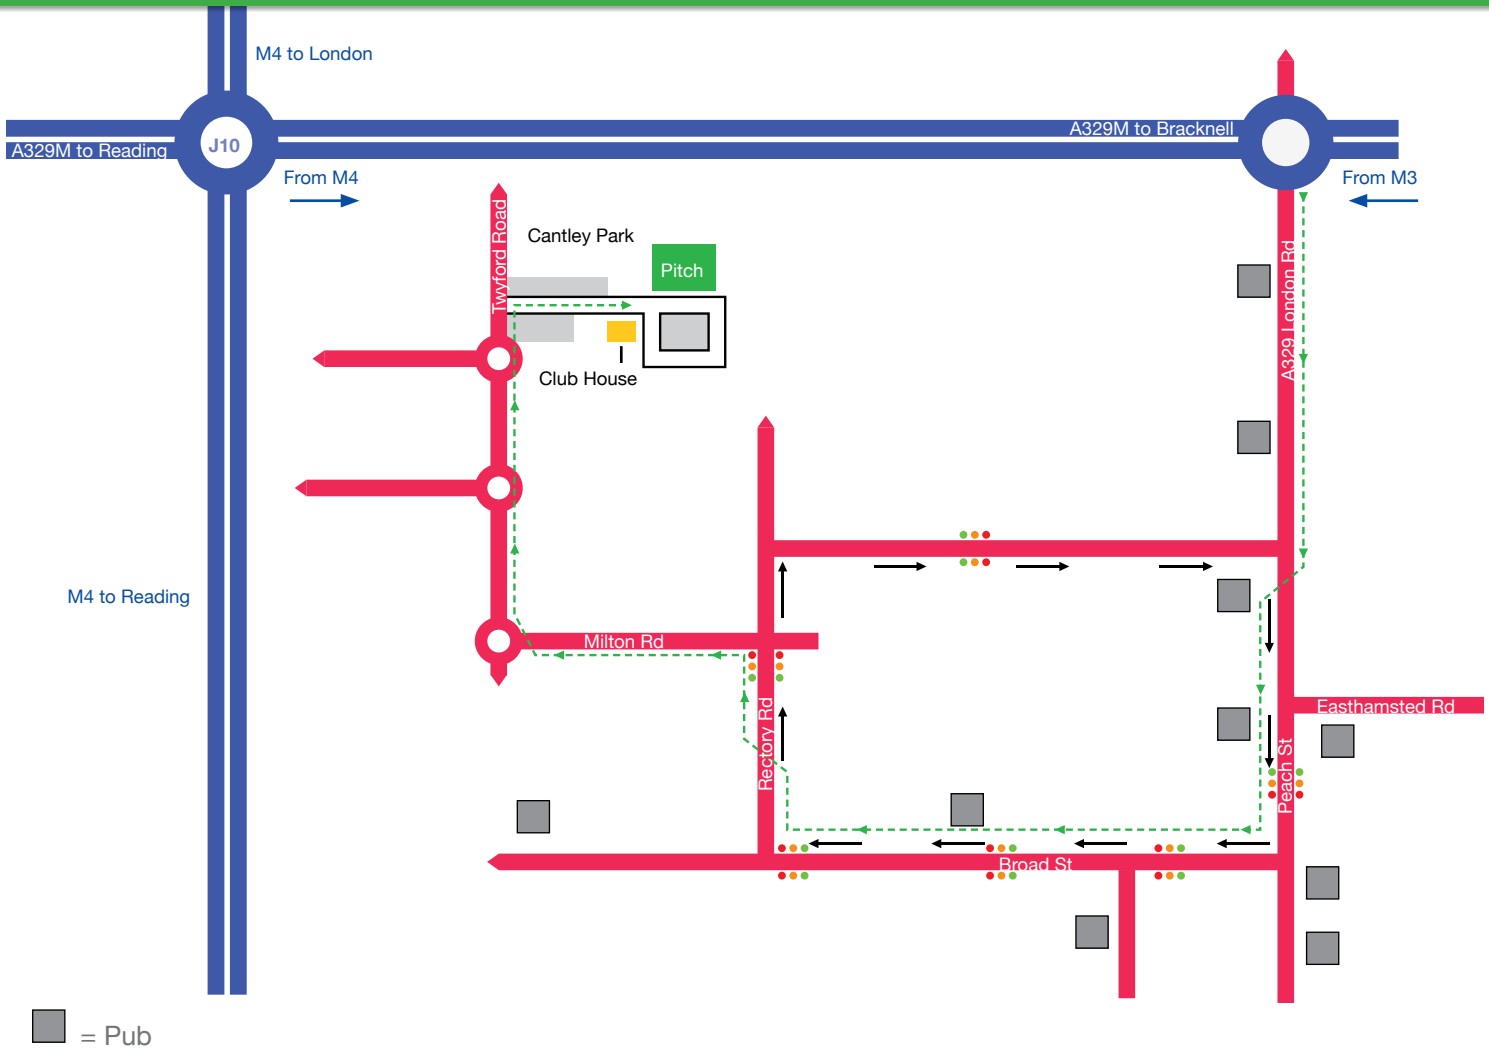 M4 to London
A329M to Bracknell
A329M to Reading
J10
From M4
From M3
Twyford Road
Cantley Park
Pitch
A329 London Rd
Club House
M4 to Reading
Milton Rd
Rectory Rd
Easthamsted Rd
Peach St
Broad St
= Pub